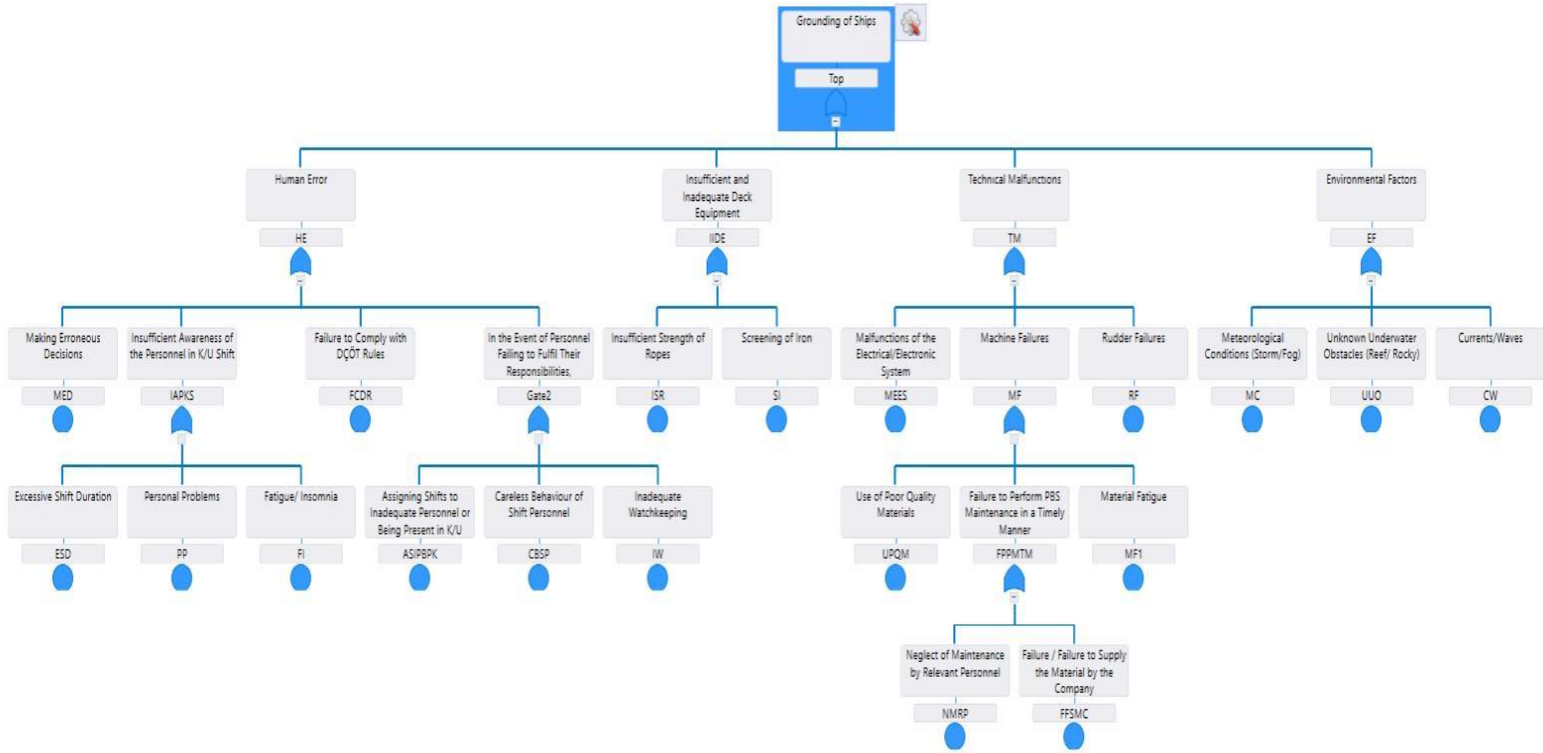 Grounding of Ships
Top
Human Error
HE
Insufficient and
Inadequate Deck
Equipment
IIDE
Technical Malfunctions
TM
Environmental Factors
EF
Making Erroneous
Decisions
MED
Insufficient Awareness of
the Personnel in K/U Shift
IAPKS
Failure to Comply with
DÇÖT Rules
FCDR
In the Event of Personnel
Failing to Fulfil Their
Responsibilities,
Gate2
Insufficient Strength of
Ropes
ISR
Screening of Iron
SI
Malfunctions of the
Electrical/Electronic
System
MEES
Machine Failures
MF
Rudder Failures
RF
Meteorological
Conditions (Storm/Fog)
MC
Unknown Underwater
Obstacles (Reef/ Rocky)
UUO
Currents/Waves
CW
Excessive Shift Duration
ESD
Personal Problems
PP
Fatigue/ Insomnia
FI
Assigning Shifts to
Inadequate Personnel or
Being Present in K/U
ASIPBPK
Careless Behaviour of
Shift Personnel
CBSP
Inadequate
Watchkeeping
IW
Use of Poor Quality
Materials
UPQM
Failure to Perform PBS
Maintenance in a Timely
Manner
FPPMTM
Material Fatigue
MF1
Neglect of Maintenance
by Relevant Personnel
NMRP
Failure / Failure to Supply
the Material by the
Company
FFSMC